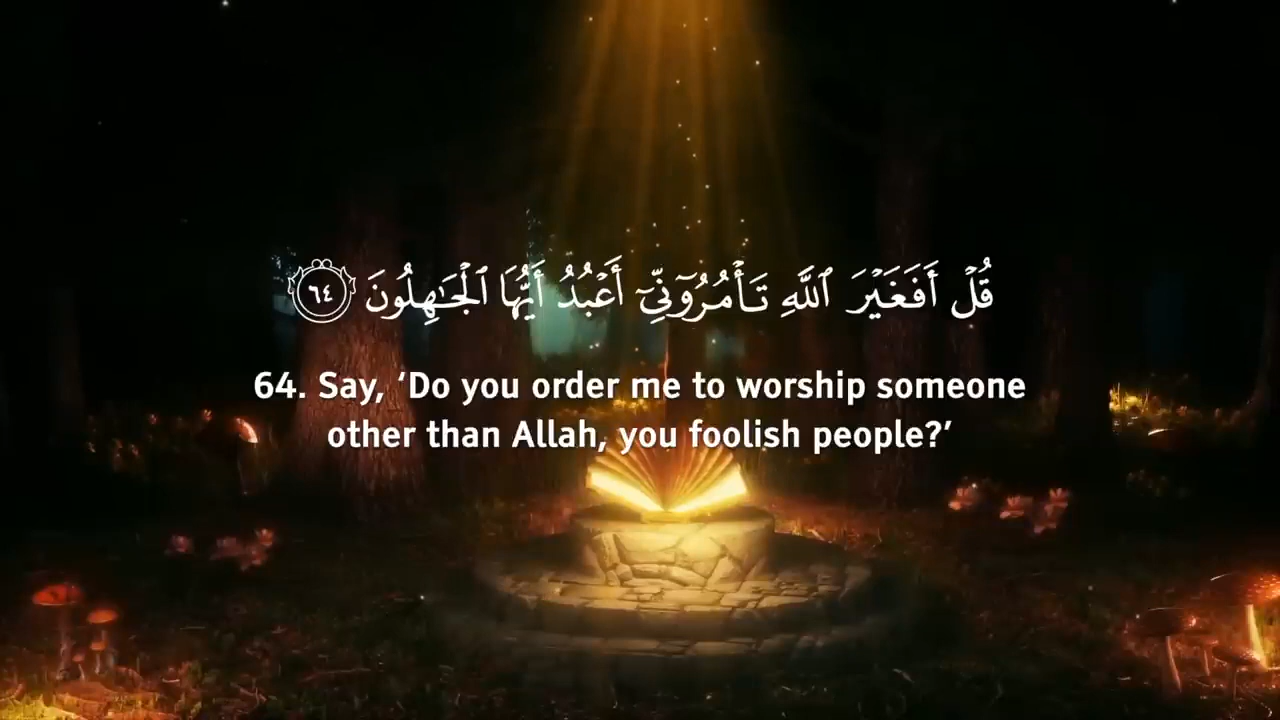 قُلْ أَفَغَيْرَ ٱللَّهِ تَأْمُرُوٓنِّيٓ أَعْبُدُ أَيُّهَا ٱلْجَـٰهِلُونَ ٦٤
64. Say, ‘Do you order me to worship someone
other than Allah, you foolish people?’